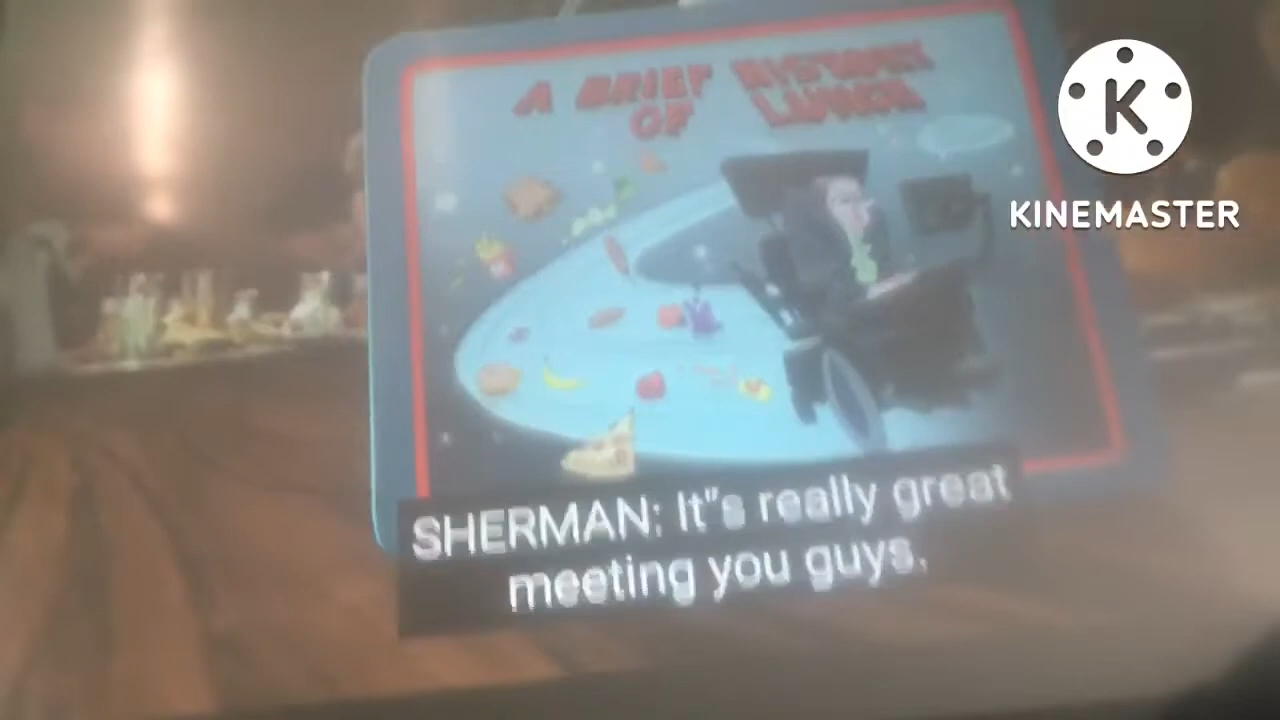 A BRIEF HISTORY
OF LUNCH
K
KINEMASTER
SHERMAN: It"s really great
meeting you guys.